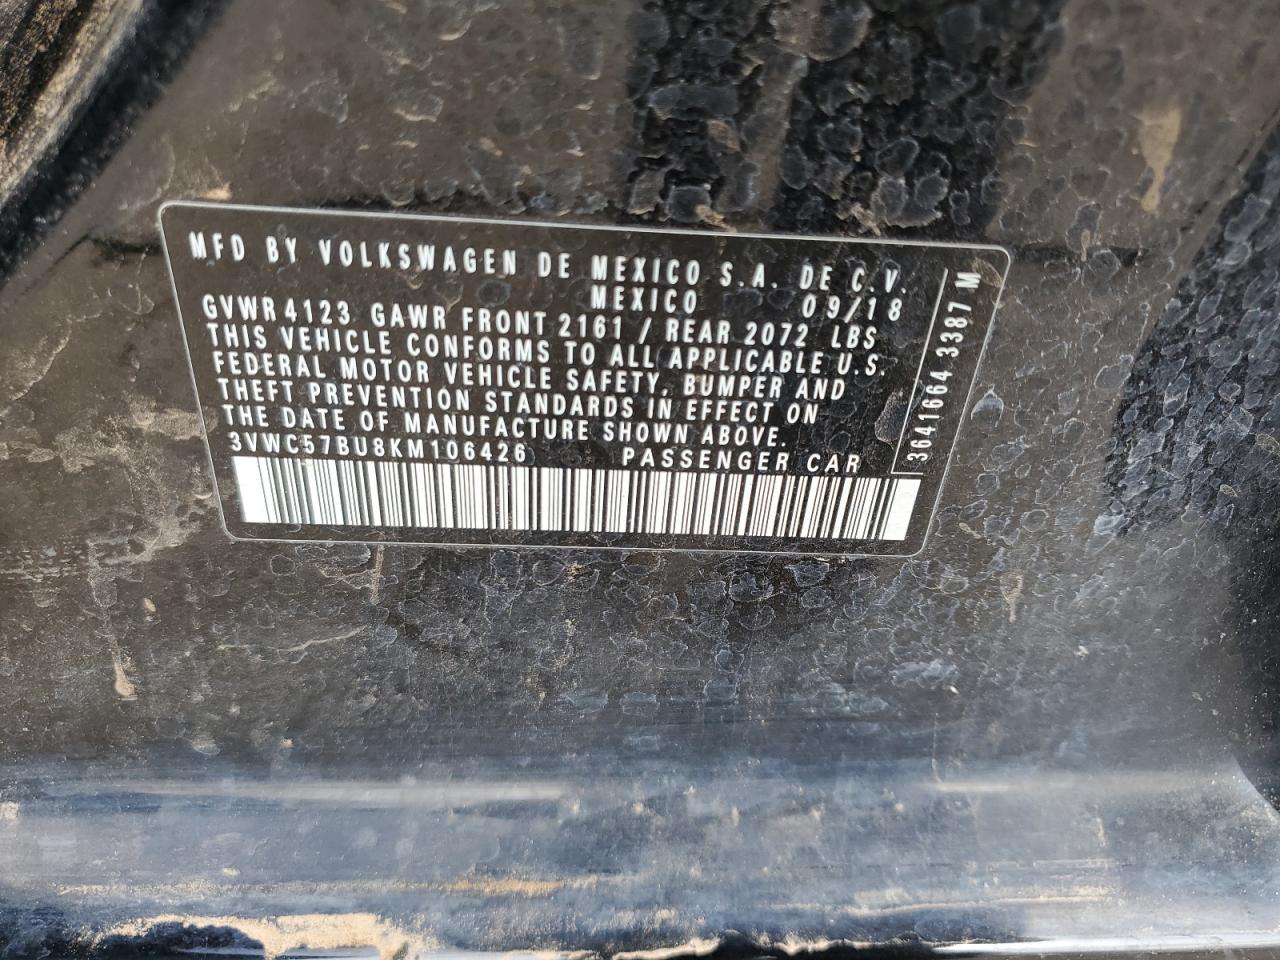 MFD BY VOLKSWAGEN DE MEXICO S.A. DE C.V.
MEXICO 09/18
GVWR 4123 GAWR FRONT 2161 / REAR 2072 LBS
THIS VEHICLE CONFORMS TO ALL APPLICABLE U.S.
FEDERAL MOTOR VEHICLE SAFETY, BUMPER AND
THEFT PREVENTION STANDARDS IN EFFECT ON
THE DATE OF MANUFACTURE SHOWN ABOVE.
3VWC57BU8KM106426 PASSENGER CAR
3641664 3387 M